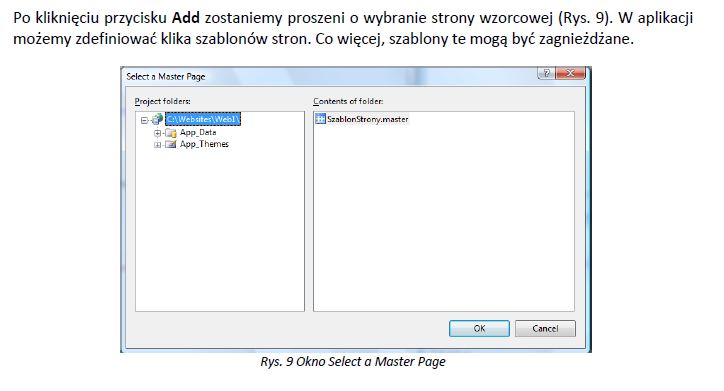 Po kliknięciu przycisku Add zostaniemy proszeni o wybranie strony wzorcowej (Rys. 9). W aplikacji
możemy zdefiniować klika szablonów stron. Co więcej, szablony te mogą być zagnieżdżane.
Select a Master Page
Project folders:
Contents of folder:
C:\Websites\Web1\
SzablonStrony.master
App_Data
App_Themes
OK
Cancel
Rys. 9 Okno Select a Master Page